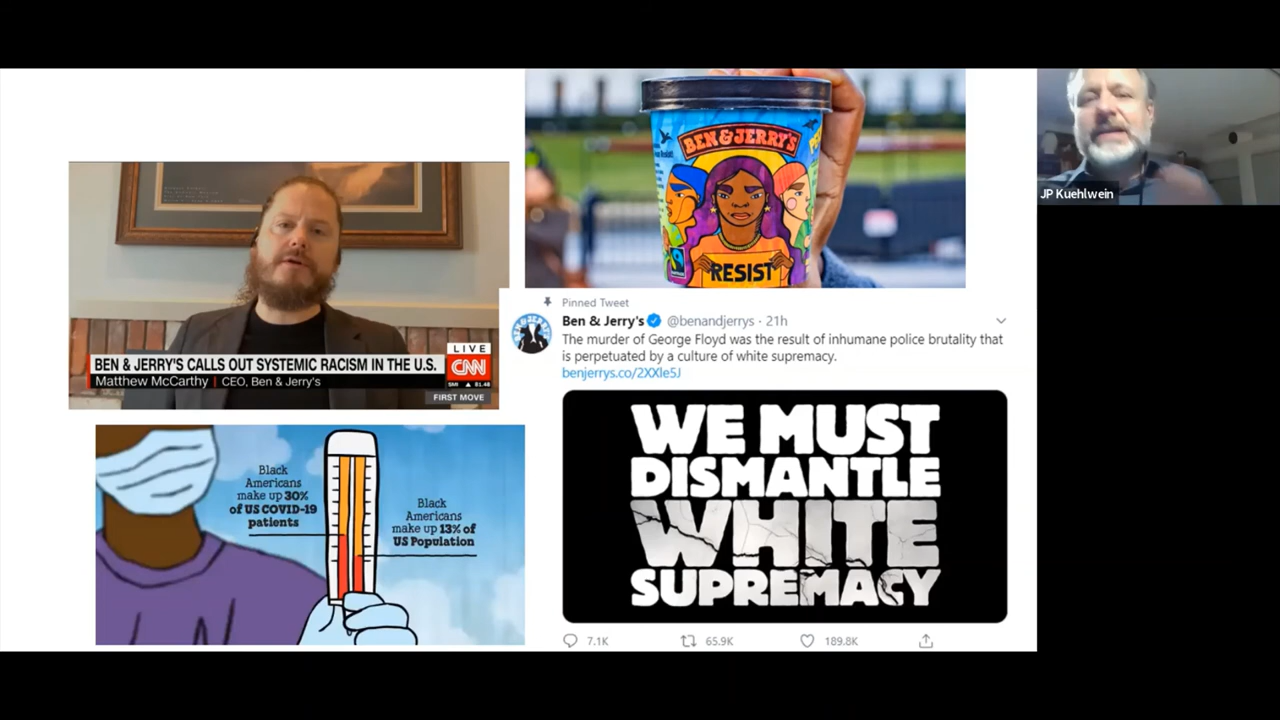 BEN & JERRY'S
RESIST
JP Kuehlwein
BEN & JERRY'S CALLS OUT SYSTEMIC RACISM IN THE U.S.
Matthew McCarthy | CEO, Ben & Jerry's
LIVE
CNN
SMI ▲ 81.48
FIRST MOVE
Pinned Tweet
Ben & Jerry's @benandjerrys · 21h
The murder of George Floyd was the result of inhumane police brutality that
is perpetuated by a culture of white supremacy.
benjerrys.co/2XXle5J
WE MUST
DISMANTLE
WHITE
SUPREMACY
7.1K
65.9K
189.8K
Black
Americans
make up 30%
of US COVID-19
patients
Black
Americans
make up 13% of
US Population